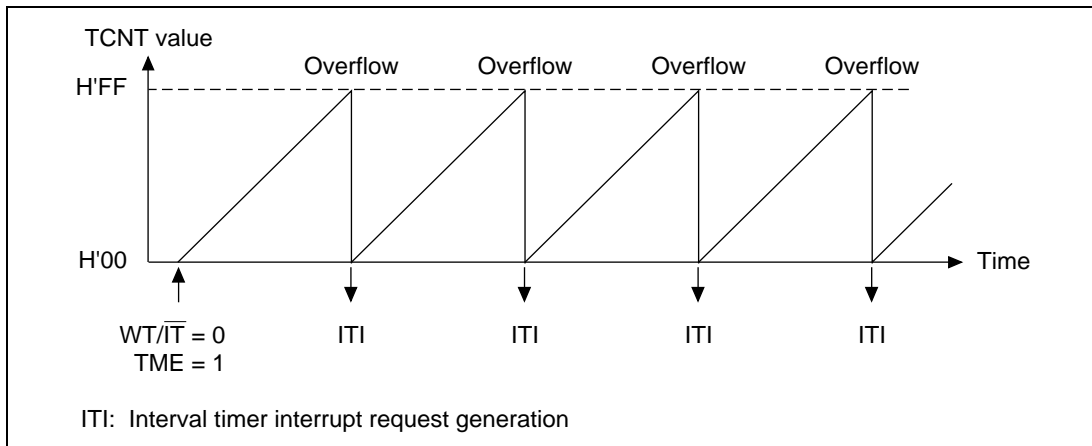 TCNT value
Overflow Overflow Overflow Overflow
H'FF
H'00
Time
WT/I̅T̅ = 0
TME = 1
ITI ITI ITI ITI
ITI: Interval timer interrupt request generation